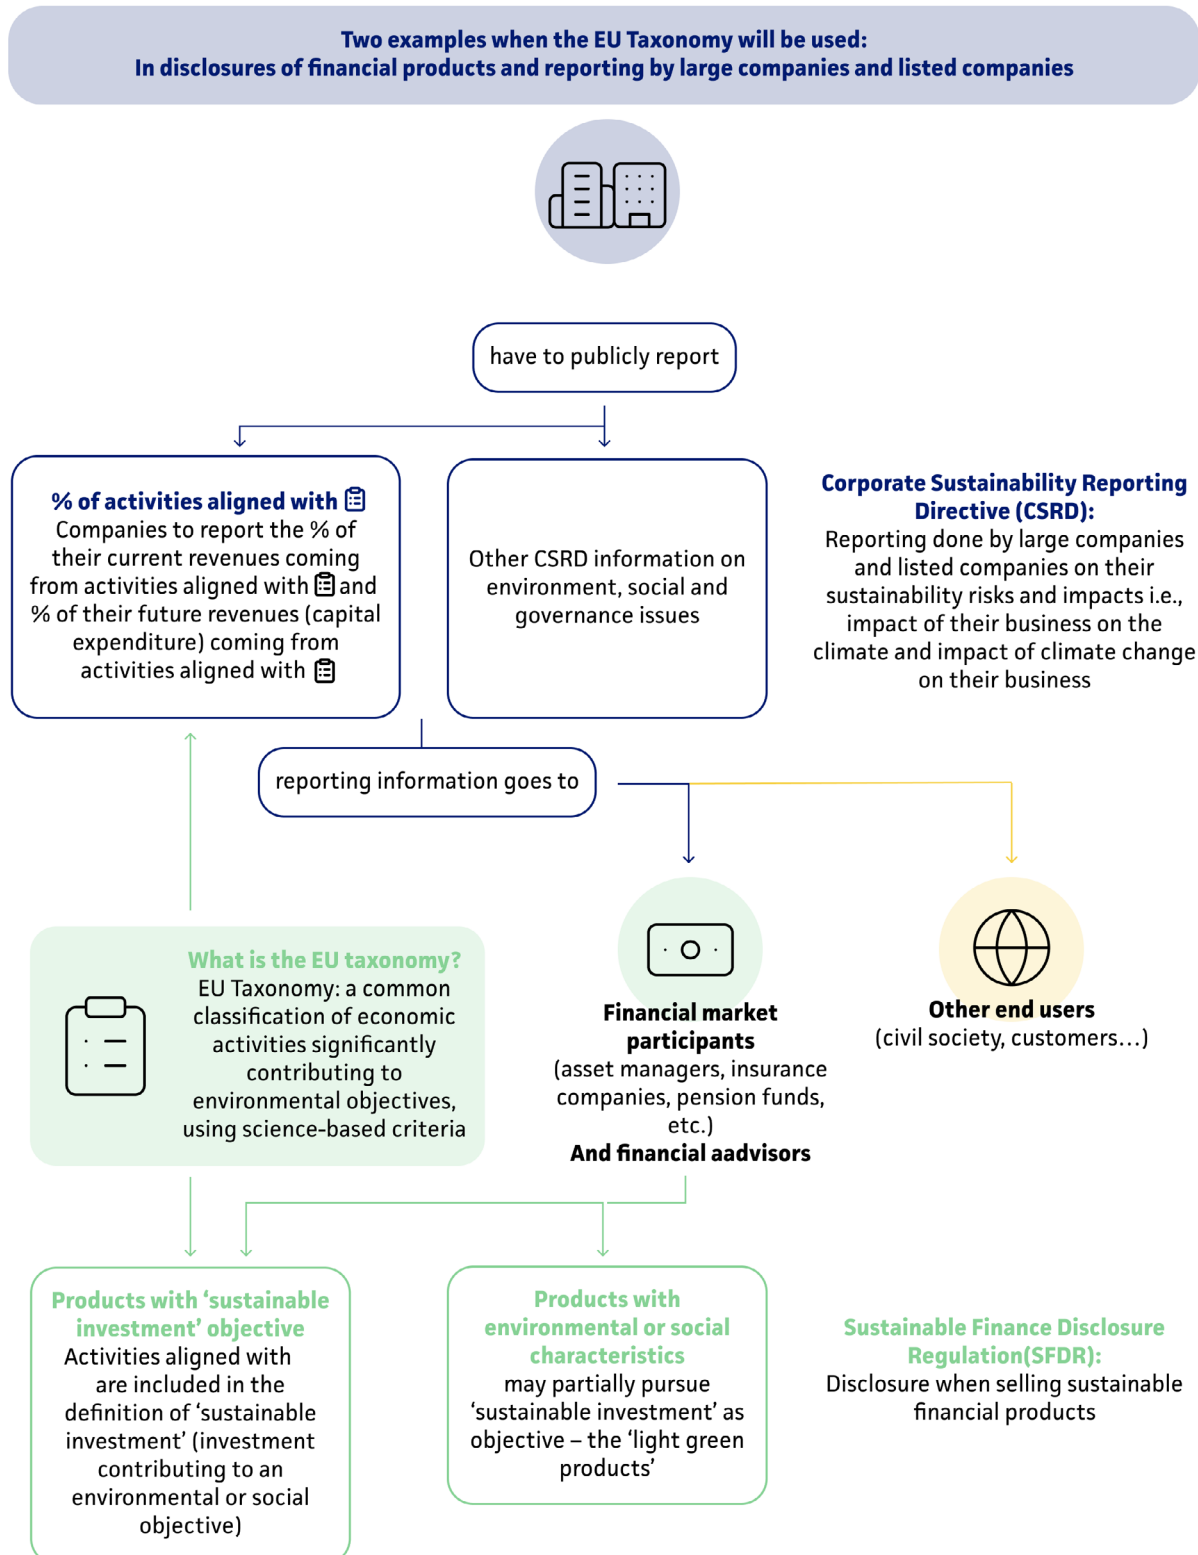 Two examples when the EU Taxonomy will be used:
In disclosures of financial products and reporting by large companies and listed companies
have to publicly report
% of activities aligned with
Companies to report the % of
their current revenues coming
from activities aligned with and
% of their future revenues (capital
expenditure) coming from
activities aligned with
Other CSRD information on
environment, social and
governance issues
Corporate Sustainability Reporting
Directive (CSRD):
Reporting done by large companies
and listed companies on their
sustainability risks and impacts i.e.,
impact of their business on the
climate and impact of climate change
on their business
reporting information goes to
What is the EU taxonomy?
EU Taxonomy: a common
classification of economic
activities significantly
contributing to
environmental objectives,
using science-based criteria
Financial market
participants
(asset managers, insurance
companies, pension funds,
etc.)
And financial aadvisors
Other end users
(civil society, customers…)
Products with ‘sustainable
investment’ objective
Activities aligned with
are included in the
definition of ‘sustainable
investment’ (investment
contributing to an
environmental or social
objective)
Products with
environmental or social
characteristics
may partially pursue
‘sustainable investment’ as
objective – the ‘light green
products’
Sustainable Finance Disclosure
Regulation(SFDR):
Disclosure when selling sustainable
financial products